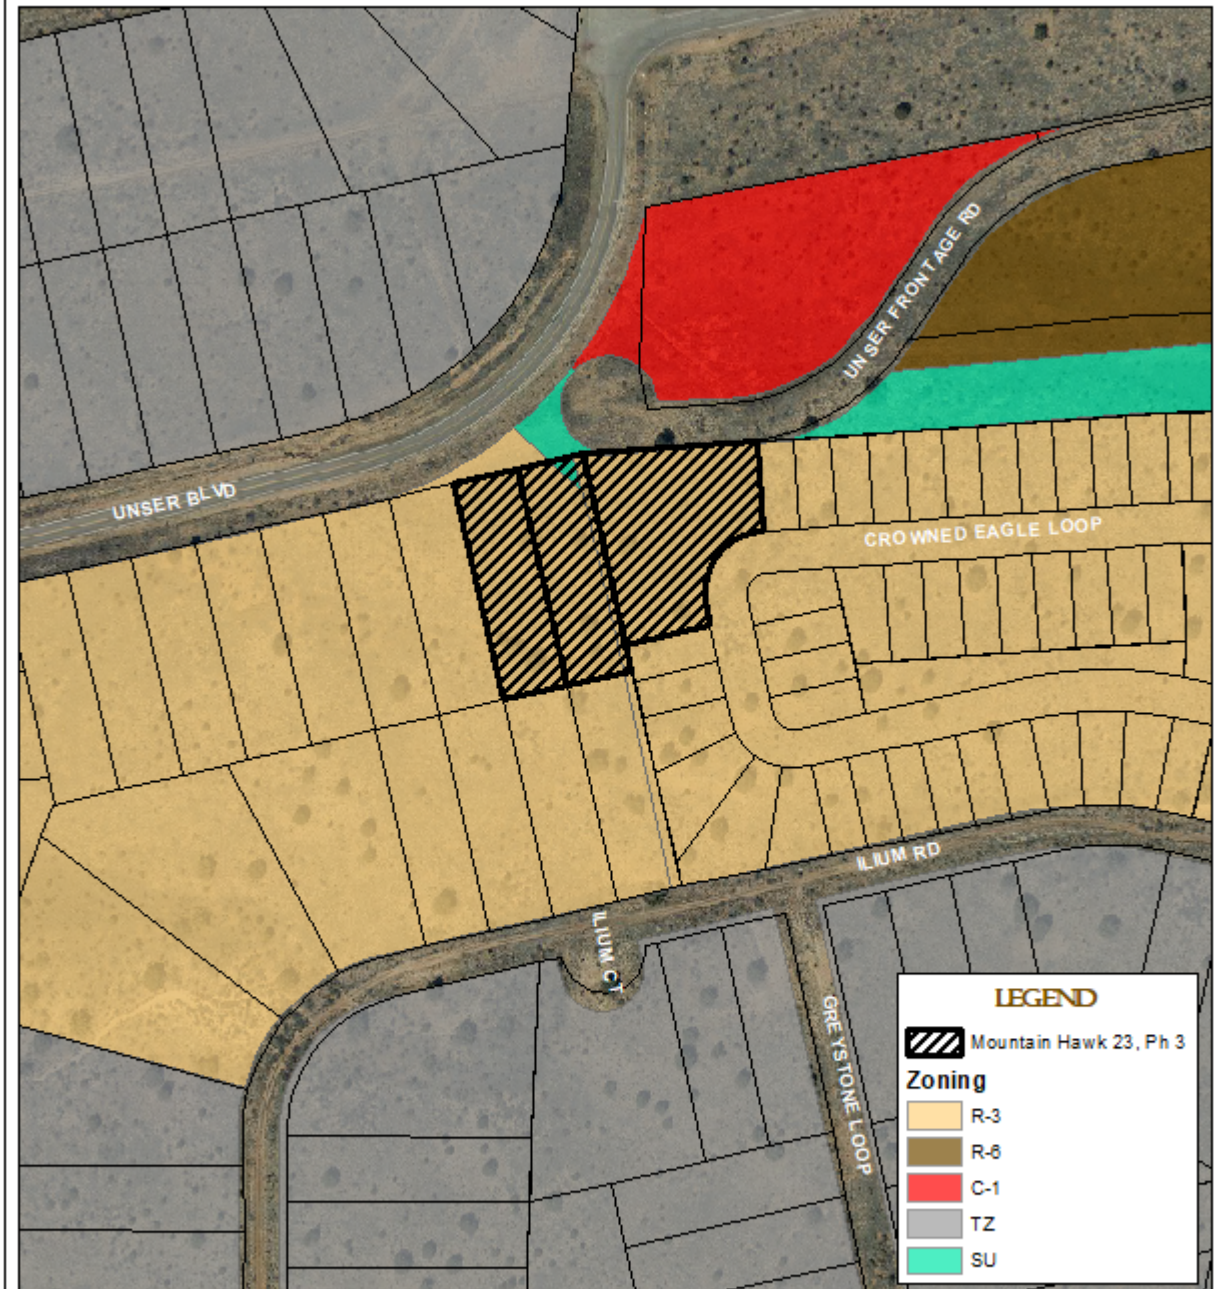 UNSER FRONTAGE RD
UNSER BLVD
CROWNED EAGLE LOOP
ILIUM RD
ILIUM CT
GREYSTONE LOOP
LEGEND
Mountain Hawk 23, Ph 3
Zoning
R-3
R-6
C-1
TZ
SU